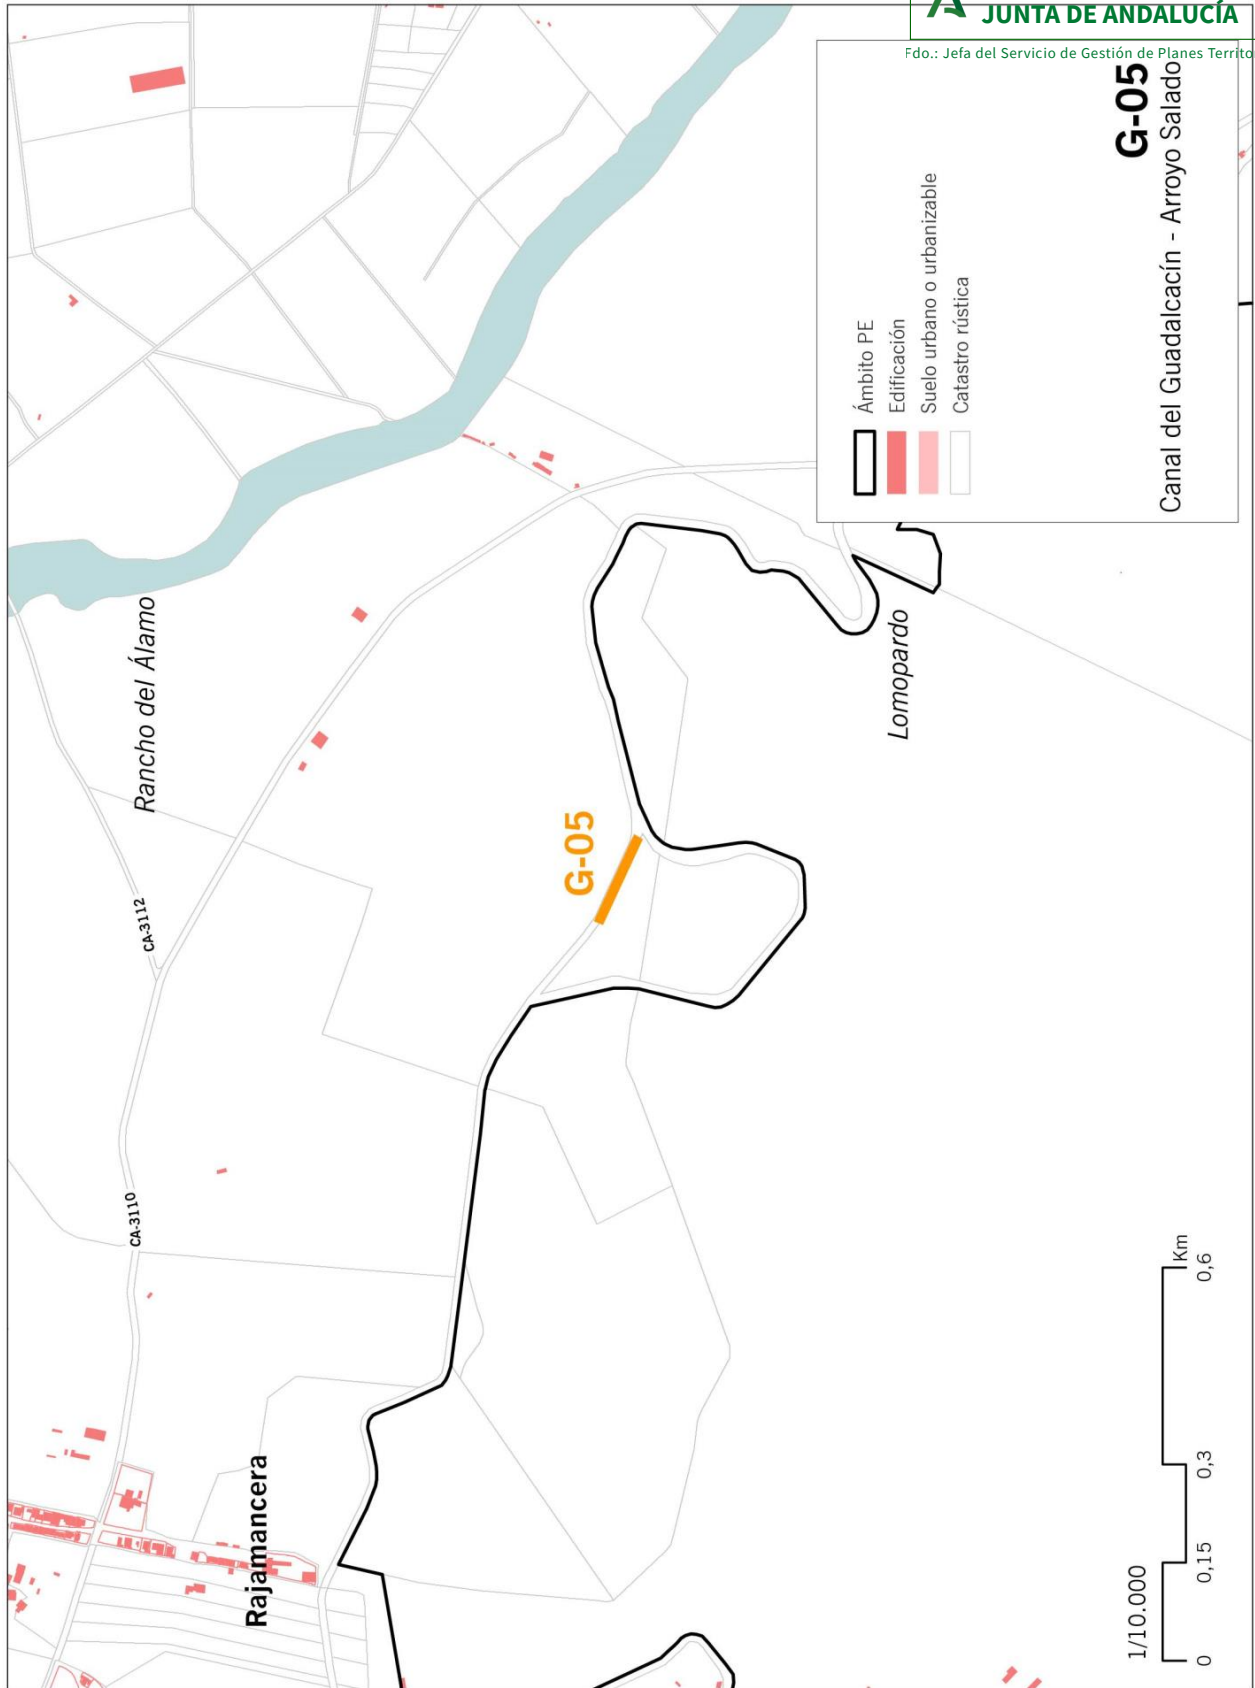 JUNTA DE ANDALUCÍA
Fdo.: Jefa del Servicio de Gestión de Planes Territo
Rancho del Álamo
CA-3112
CA-3110
Rajamancera
G-05
Lomopardo
Ámbito PE
Edificación
Suelo urbano o urbanizable
Catastro rústica
G-05
Canal del Guadalcacín - Arroyo Salado
1/10.000
Km
0 0,15 0,3 0,6